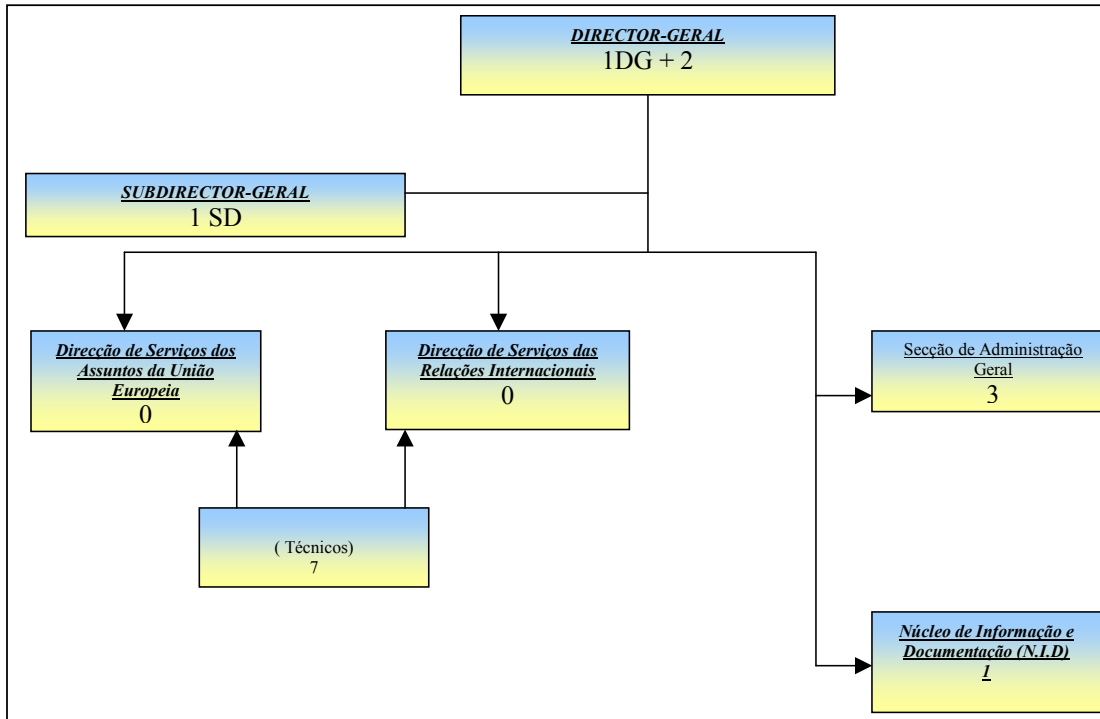 DIRECTOR-GERAL
1DG + 2
SUBDIRECTOR-GERAL
1 SD
Direcção de Serviços dos
Assuntos da União
Europeia
0
Direcção de Serviços das
Relações Internacionais
0
Secção de Administração
Geral
3
( Técnicos)
7
Núcleo de Informação e
Documentação (N.I.D)
1